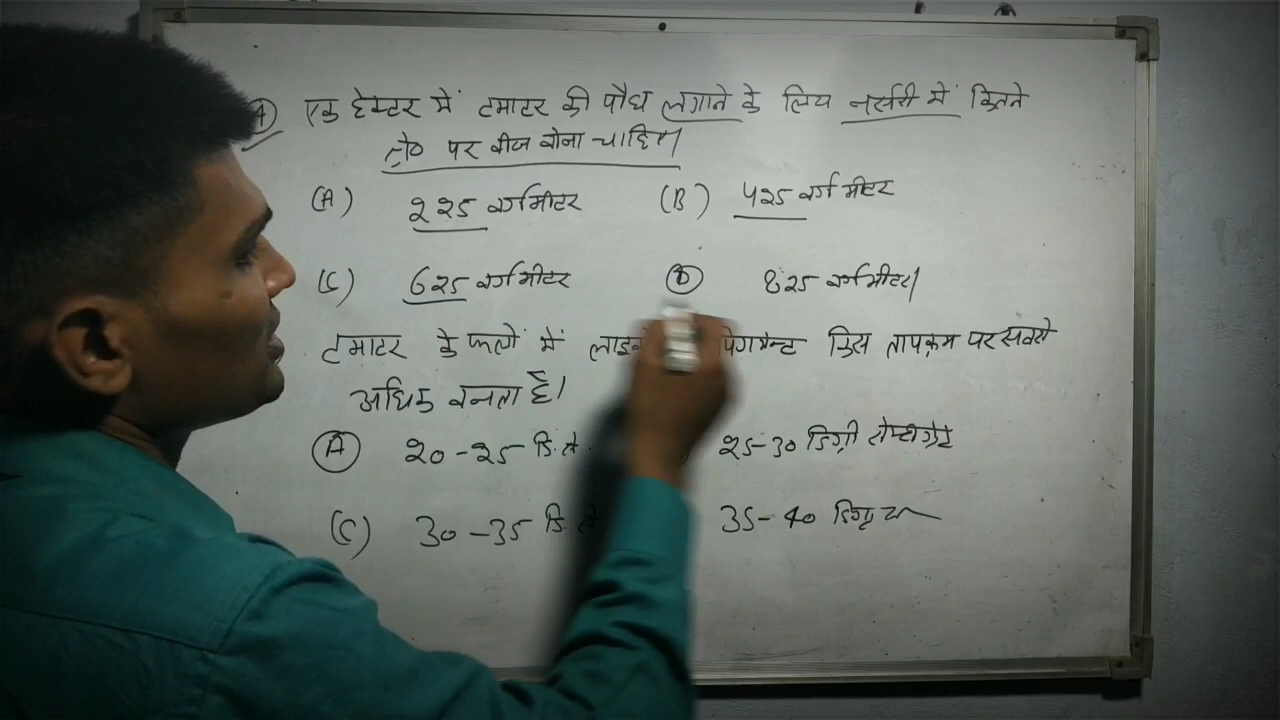 एक हेक्टर में टमाटर की पौध लगाने के लिय नर्सरी में कितने
पर बीज बोना चाहिए।
(A) 225 वर्गमीटर (B) 425 वर्ग मीटर
(C) 625 वर्गमीटर (D) 825 वर्गमीटर।
टमाटर के फलों में पिगमेन्ट किस तापक्रम पर सबसे
अधिक बनता है।
(A) 20-25 डि.से. 25-30 डिग्री सेन्टीग्रेट
(C) 30-35 डि.से 35-40